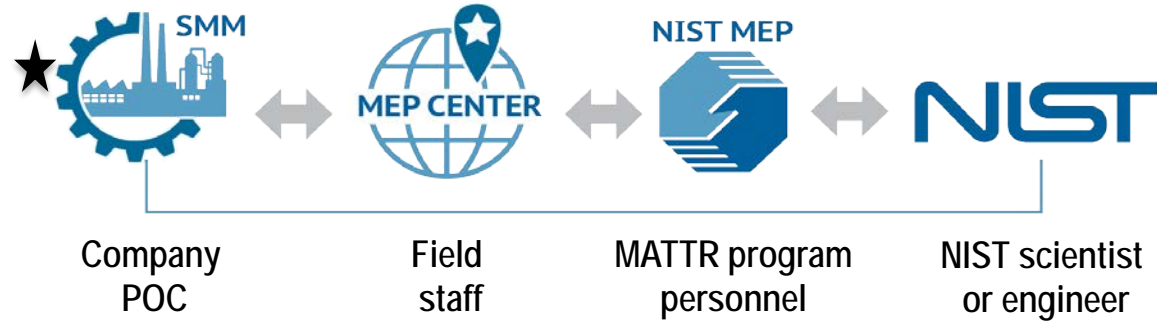 SMM
NIST MEP
MEP CENTER
NIST
Company
POC
Field
staff
MATTR program
personnel
NIST scientist
or engineer